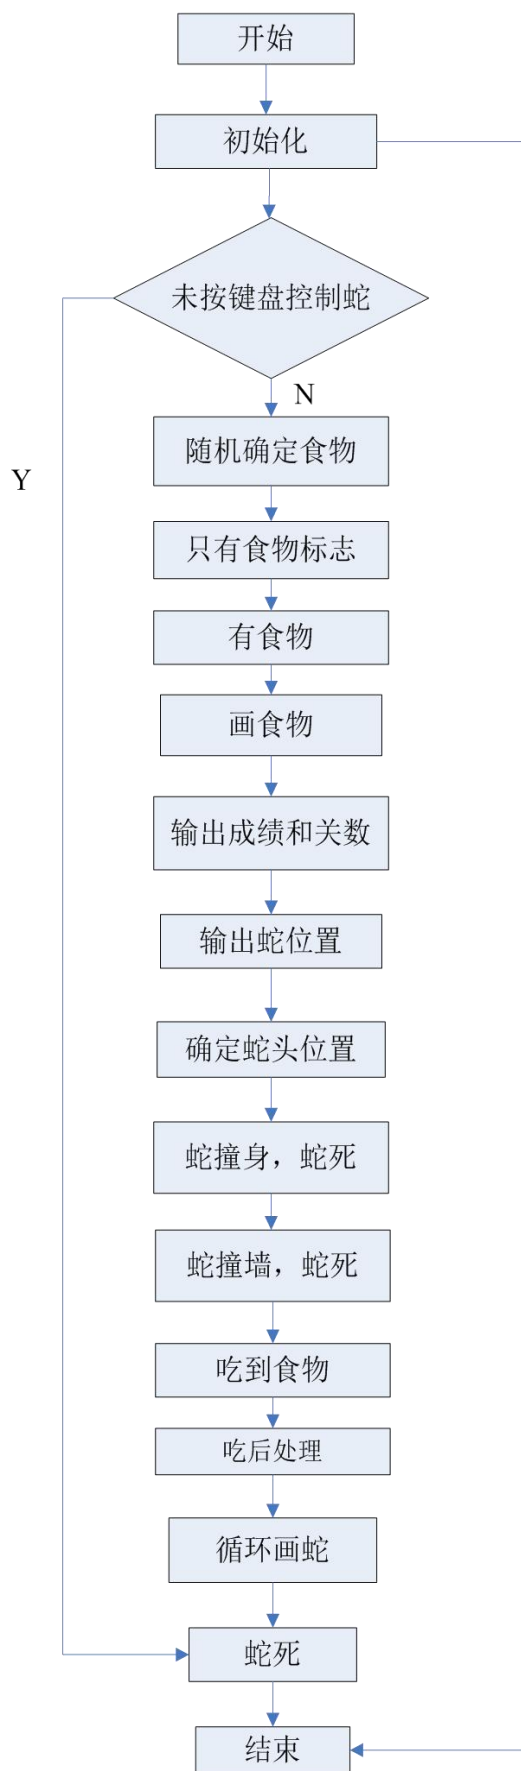 开始
初始化
未按键盘控制蛇
N
随机确定食物
Y
只有食物标志
有食物
画食物
输出成绩和关数
输出蛇位置
确定蛇头位置
蛇撞身，蛇死
蛇撞墙，蛇死
吃到食物
吃后处理
循环画蛇
蛇死
结束